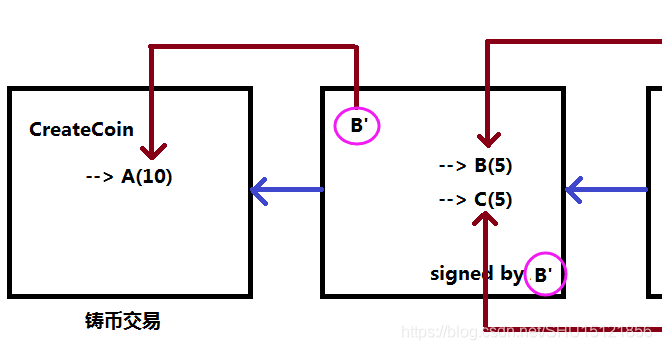 CreateCoin
--> A(10)
B'
--> B(5)
--> C(5)
signed by B'
铸币交易